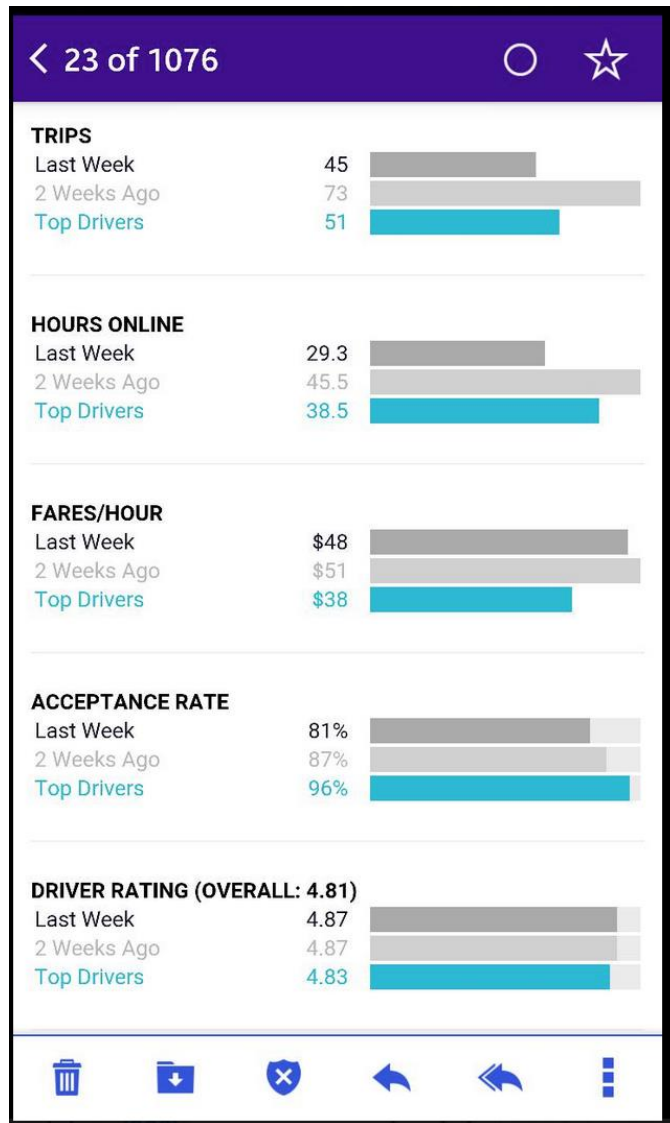 23 of 1076
TRIPS
Last Week 45
2 Weeks Ago 73
Top Drivers 51
HOURS ONLINE
Last Week 29.3
2 Weeks Ago 45.5
Top Drivers 38.5
FARES/HOUR
Last Week $48
2 Weeks Ago $51
Top Drivers $38
ACCEPTANCE RATE
Last Week 81%
2 Weeks Ago 87%
Top Drivers 96%
DRIVER RATING (OVERALL: 4.81)
Last Week 4.87
2 Weeks Ago 4.87
Top Drivers 4.83